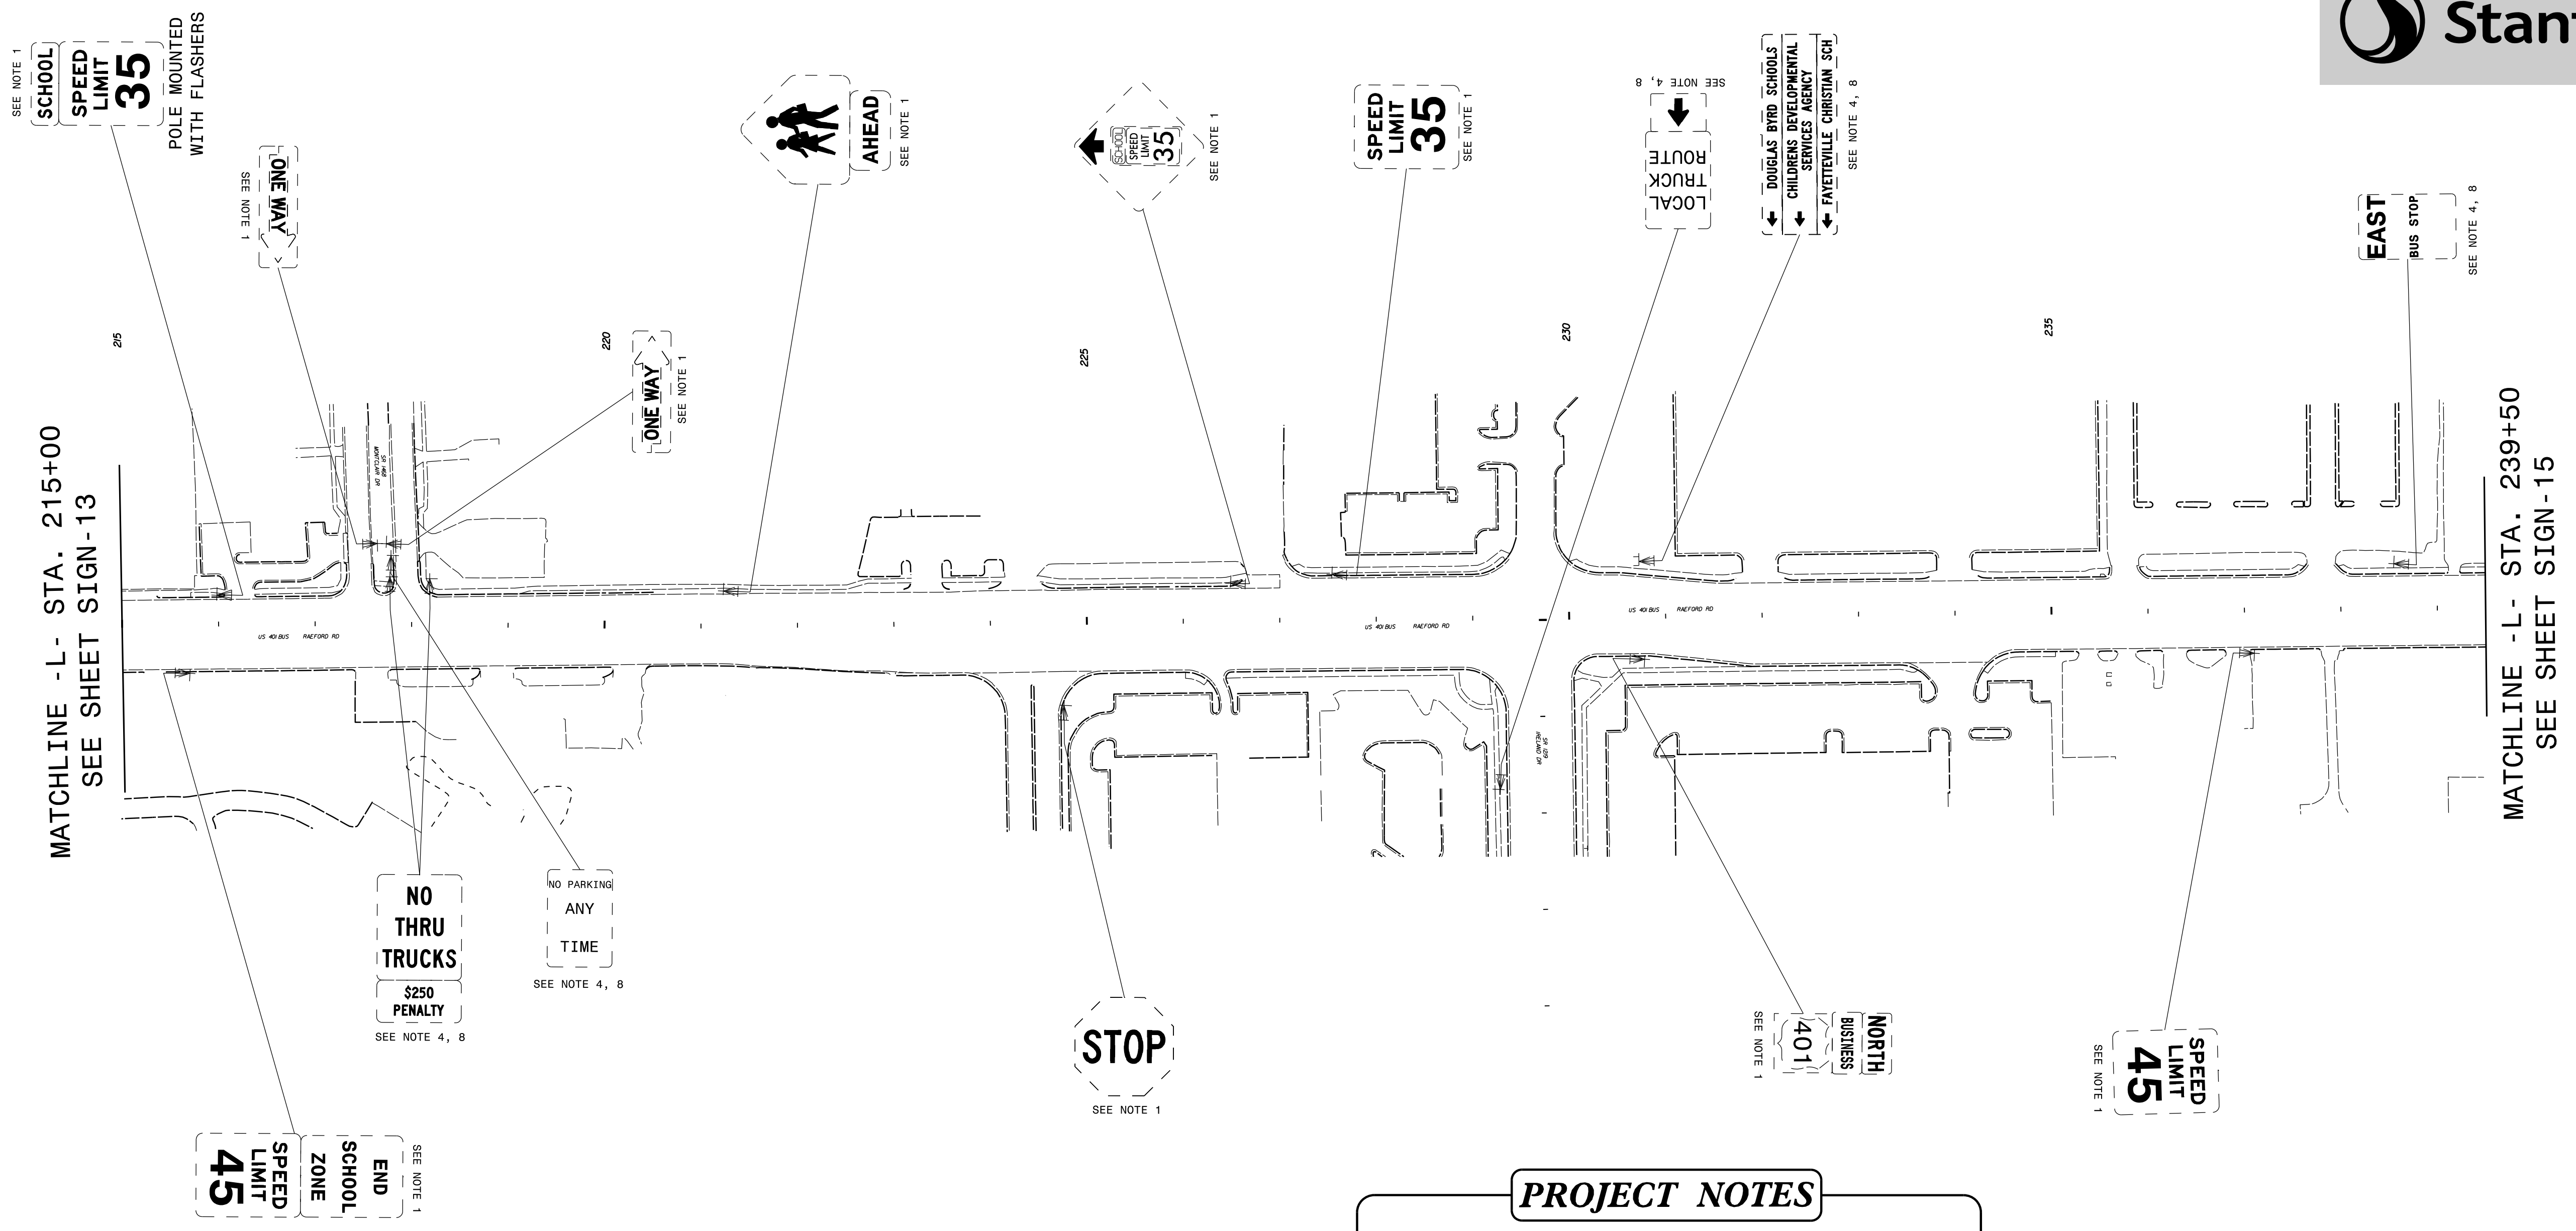 Stan
SEE NOTE 1
SCHOOL
SPEED
LIMIT
35
POLE MOUNTED
WITH FLASHERS
ONE WAY
SEE NOTE 1
AHEAD
SEE NOTE 1
SCHOOL
SPEED
LIMIT
35
SEE NOTE 1
SPEED
LIMIT
35
SEE NOTE 1
SEE NOTE 4, 8
LOCAL
TRUCK
ROUTE
DOUGLAS BYRD SCHOOLS
CHILDRENS DEVELOPMENTAL
SERVICES AGENCY
FAYETTEVILLE CHRISTIAN SCH
SEE NOTE 4, 8
EAST
BUS STOP
SEE NOTE 4, 8
215
220
225
230
235
ONE WAY
SEE NOTE 1
MATCHLINE -L- STA. 215+00
SEE SHEET SIGN-13
MATCHLINE -L- STA. 239+50
SEE SHEET SIGN-15
SR 1168
MONTCLAIR DR
US 401 BUS RAEFORD RD
US 401 BUS RAEFORD RD
US 401 BUS RAEFORD RD
IRELAND DR
NO
THRU
TRUCKS
$250
PENALTY
SEE NOTE 4, 8
NO PARKING
ANY
TIME
SEE NOTE 4, 8
STOP
SEE NOTE 1
NORTH
BUSINESS
401
SEE NOTE 1
SPEED
LIMIT
45
SEE NOTE 1
END
SCHOOL
ZONE
SPEED
LIMIT
45
SEE NOTE 1
PROJECT NOTES